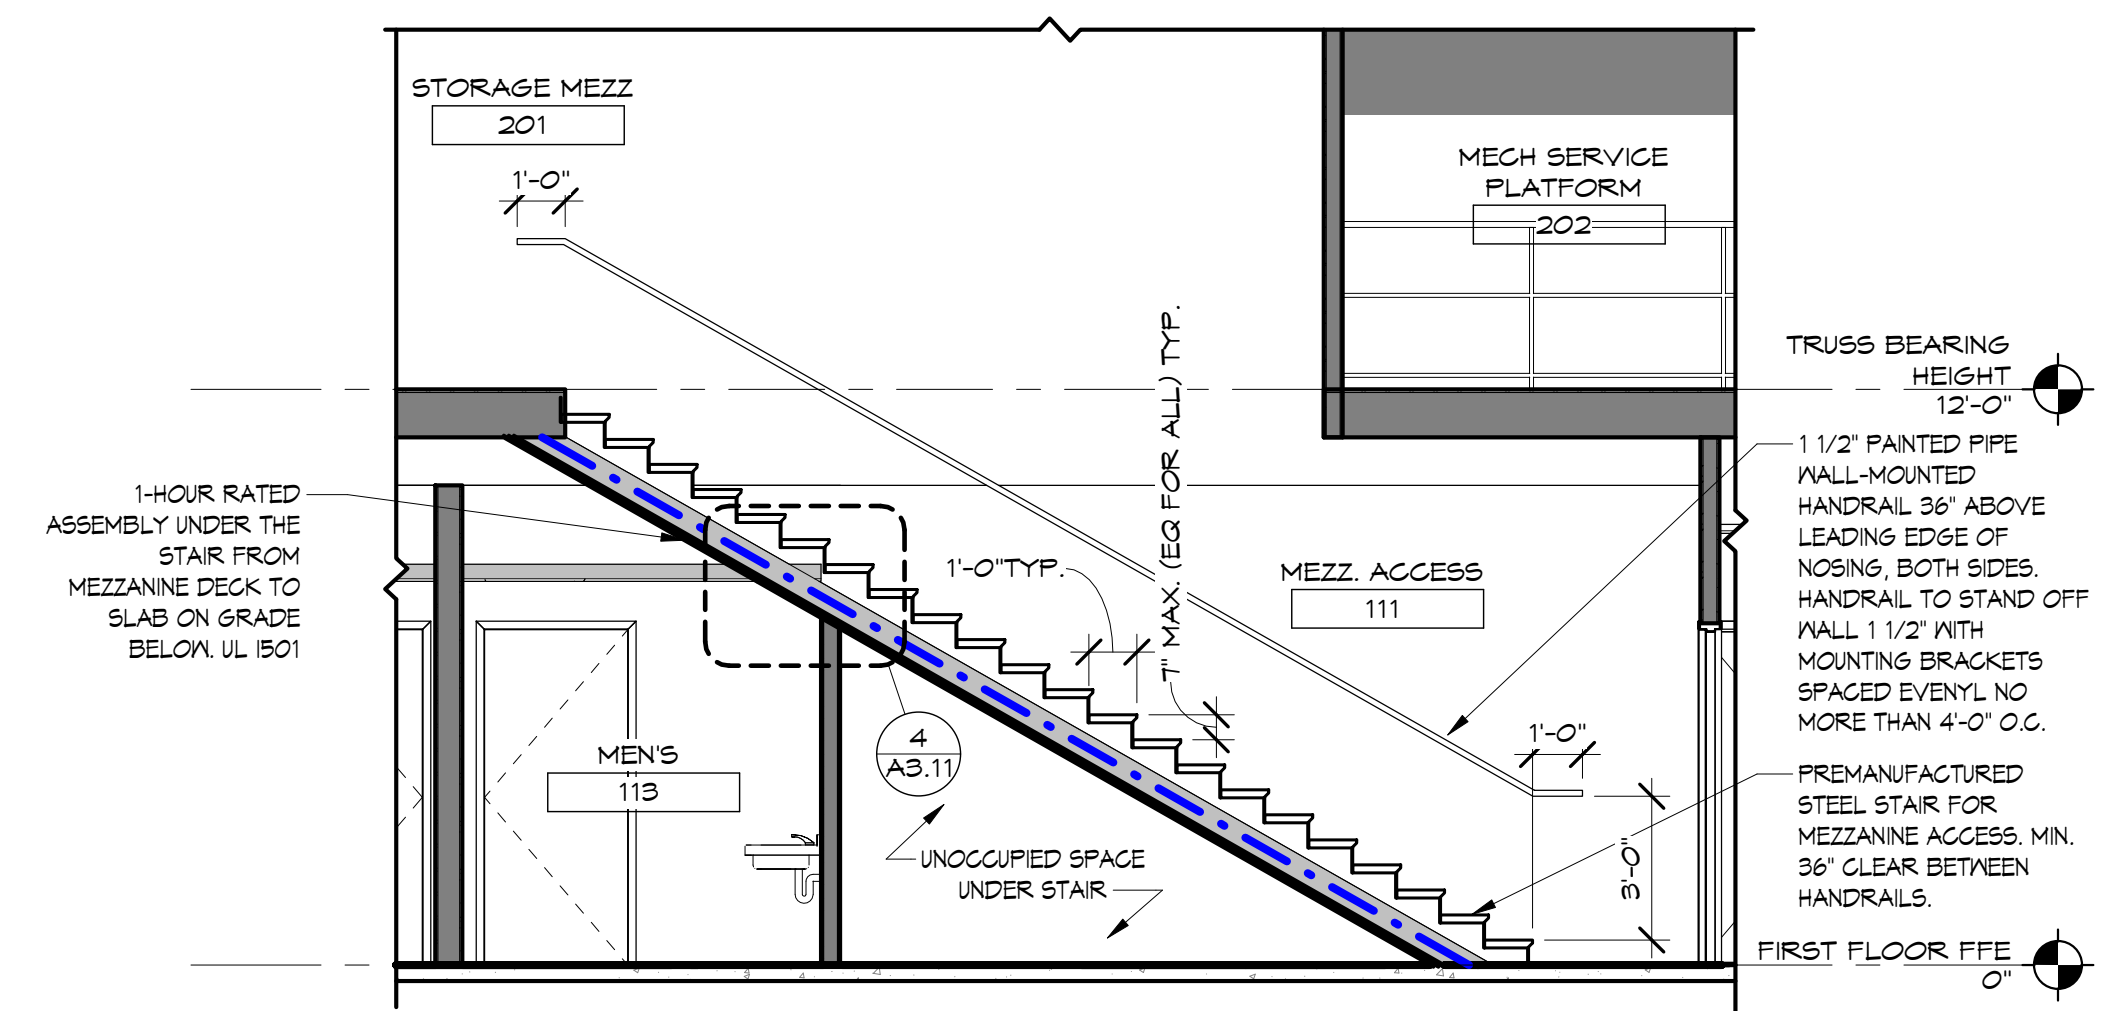 STORAGE MEZZ
201
1'-0"
MECH SERVICE
PLATFORM
202
7" MAX. (EQ FOR ALL) TYP.
TRUSS BEARING
HEIGHT
12'-0"
1 1/2" PAINTED PIPE
WALL-MOUNTED
HANDRAIL 36" ABOVE
LEADING EDGE OF
NOSING, BOTH SIDES.
HANDRAIL TO STAND OFF
WALL 1 1/2" WITH
MOUNTING BRACKETS
SPACED EVENYL NO
MORE THAN 4'-0" O.C.
1-HOUR RATED
ASSEMBLY UNDER THE
STAIR FROM
MEZZANINE DECK TO
SLAB ON GRADE
BELOW. UL I501
1'-0"TYP.
MEZZ. ACCESS
111
1'-0"
4
A3.11
MEN'S
113
UNOCCUPIED SPACE
UNDER STAIR
3'-0"
PREMANUFACTURED
STEEL STAIR FOR
MEZZANINE ACCESS. MIN.
36" CLEAR BETWEEN
HANDRAILS.
FIRST FLOOR FFE
0"